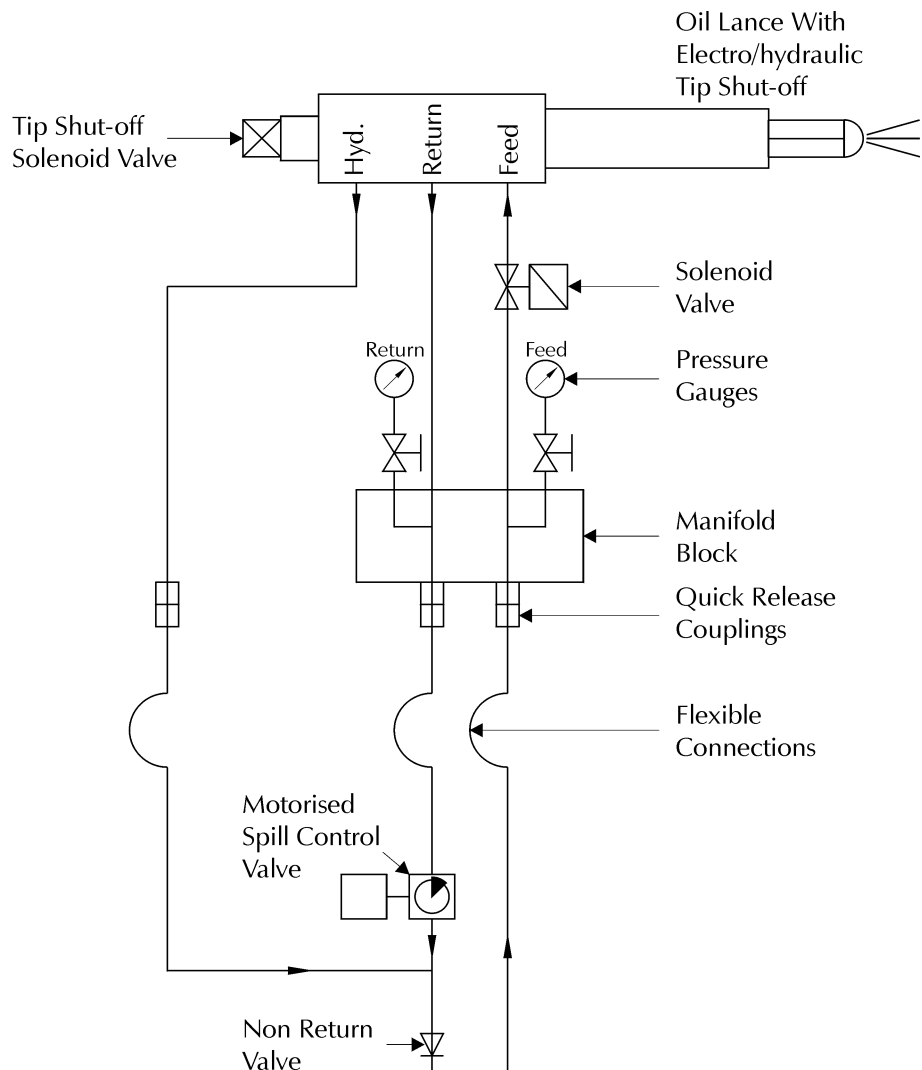 Oil Lance With
Electro/hydraulic
Tip Shut-off
Tip Shut-off
Solenoid Valve
Hyd.
Return
Feed
Solenoid
Valve
Return
Feed
Pressure
Gauges
Manifold
Block
Quick Release
Couplings
Flexible
Connections
Motorised
Spill Control
Valve
Non Return
Valve